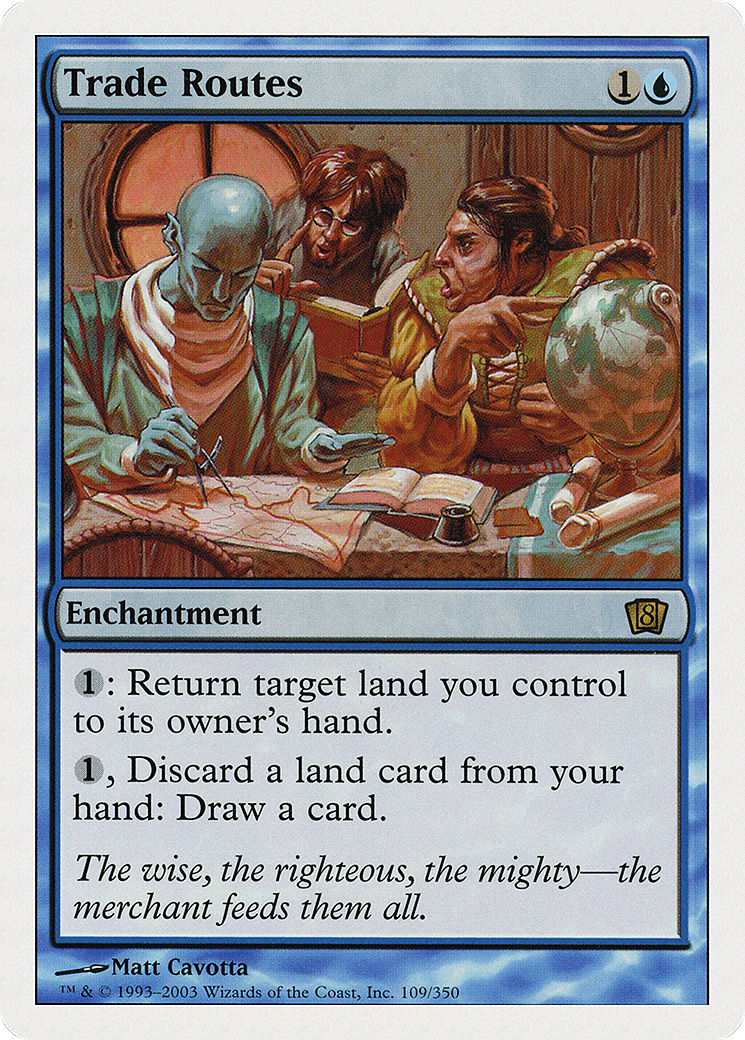 Trade Routes 1
Enchantment 8
1: Return target land you control
to its owner's hand.
1, Discard a land card from your
hand: Draw a card.
The wise, the righteous, the mighty—the
merchant feeds them all.
Matt Cavotta
™ & © 1993–2003 Wizards of the Coast, Inc. 109/350